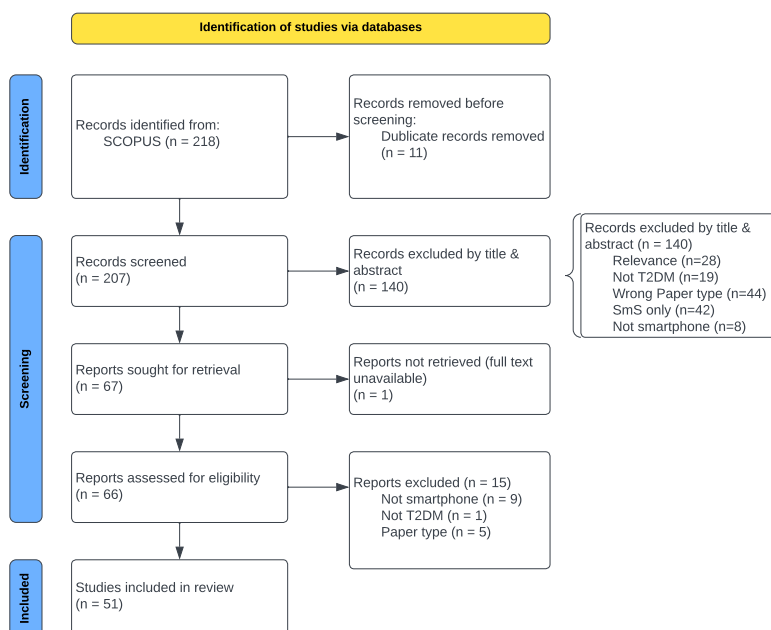 Identification of studies via databases
Identification
Records identified from:
SCOPUS (n = 218)
Records removed before
screening:
Dublicate records removed
(n = 11)
Screening
Records screened
(n = 207)
Records excluded by title &
abstract
(n = 140)
Records excluded by title &
abstract (n = 140)
Relevance (n=28)
Not T2DM (n=19)
Wrong Paper type (n=44)
SmS only (n=42)
Not smartphone (n=8)
Reports sought for retrieval
(n = 67)
Reports not retrieved (full text
unavailable)
(n = 1)
Reports assessed for eligibility
(n = 66)
Reports excluded (n = 15)
Not smartphone (n = 9)
Not T2DM (n = 1)
Paper type (n = 5)
Included
Studies included in review
(n = 51)